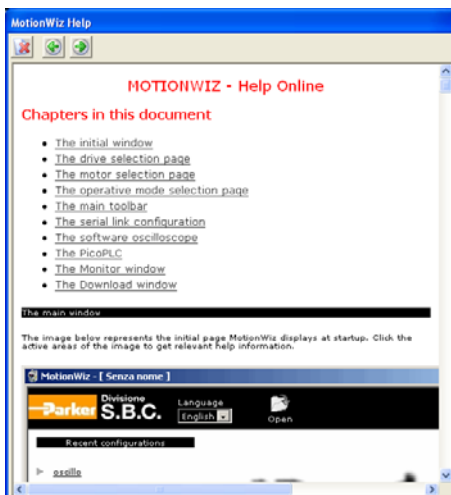 MotionWiz Help
MOTIONWIZ - Help Online
Chapters in this document
The initial window
The drive selection page
The motor selection page
The operative mode selection page
The main toolbar
The serial link configuration
The software oscilloscope
The PicoPLC
The Monitor window
The Download window
The main window
The image below represents the initial page MotionWiz displays at startup. Click the
active areas of the image to get relevant help information.
MotionWiz - [ Senza nome ]
Parker Divisione S.B.C.
Language
English
Open
Recent configurations
oscillo